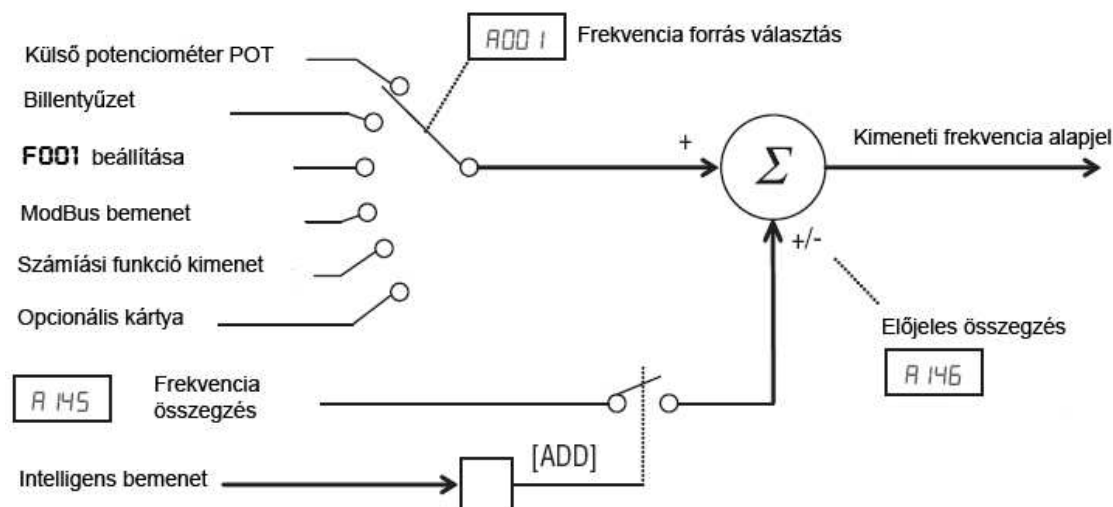 A001 Frekvencia forrás választás
Külső potenciométer POT
Billentyűzet
F001 beállítása
ModBus bemenet
Számíási funkció kimenet
Opcionális kártya
+
Σ
Kimeneti frekvencia alapjel
+/-
Előjeles összegzés
A146
A145
Frekvencia
összegzés
[ADD]
Intelligens bemenet